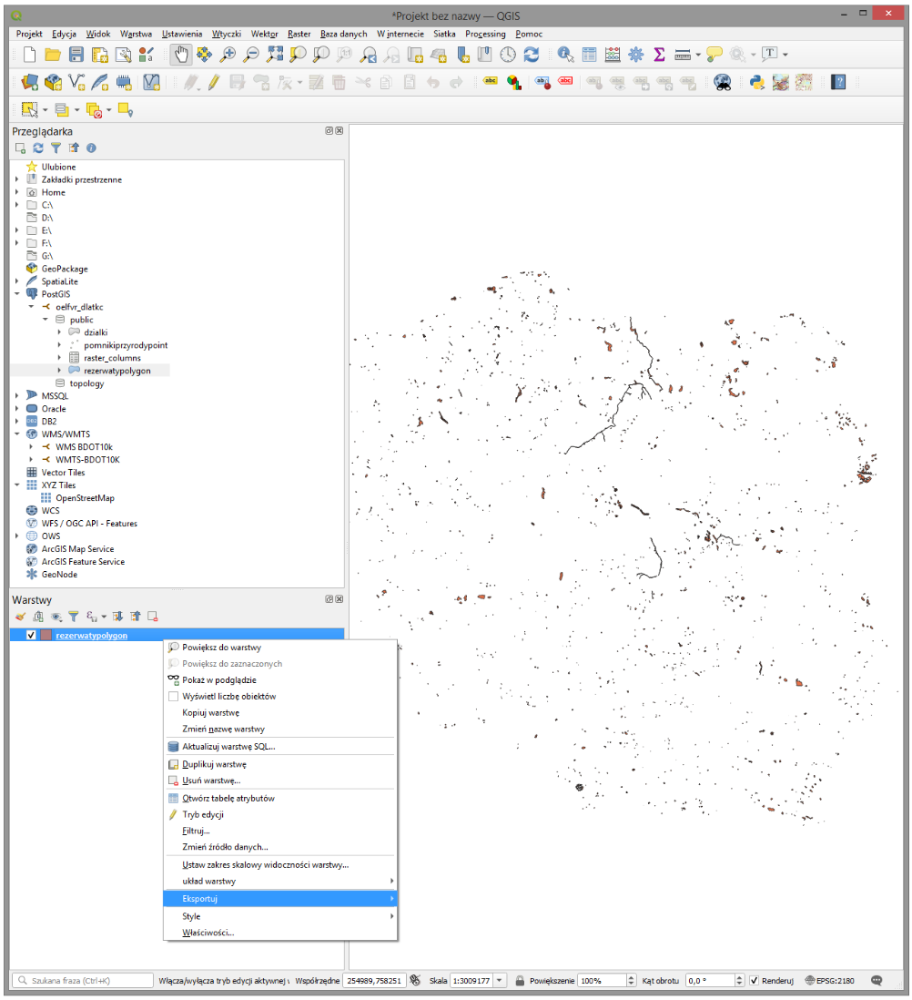 *Projekt bez nazwy — QGIS
Projekt Edycja Widok Warstwa Ustawienia Wtyczki Wektor Raster Baza danych W internecie Siatka Processing Pomoc
Przeglądarka
Ulubione
Zakładki przestrzenne
Home
C:\
D:\
E:\
F:\
G:\
GeoPackage
SpatiaLite
PostGIS
oelfvr_dlatkc
public
dzialki
pomnikiprzyrodypoint
raster_columns
rezerwatypolygon
topology
MSSQL
Oracle
DB2
WMS/WMTS
WMS BDOT10k
WMTS-BDOT10K
Vector Tiles
XYZ Tiles
OpenStreetMap
WCS
WFS / OGC API - Features
OWS
ArcGIS Map Service
ArcGIS Feature Service
GeoNode
Warstwy
rezerwatypolygon
Powiększ do warstwy
Powiększ do zaznaczonych
Pokaż w podglądzie
Wyświetl liczbę obiektów
Kopiuj warstwę
Zmień nazwę warstwy
Aktualizuj warstwę SQL...
Duplikuj warstwę
Usuń warstwę...
Otwórz tabelę atrybutów
Tryb edycji
Filtruj...
Zmień źródło danych...
Ustaw zakres skalowy widoczności warstwy...
układ warstwy
Eksportuj
Style
Właściwości...
Szukana fraza (Ctrl+K) Włącza/wyłącza tryb edycji aktywnej Współrzędne 254989,758251 Skala 1:3009177 Powiększenie 100% Kąt obrotu 0,0 ° Renderuj EPSG:2180